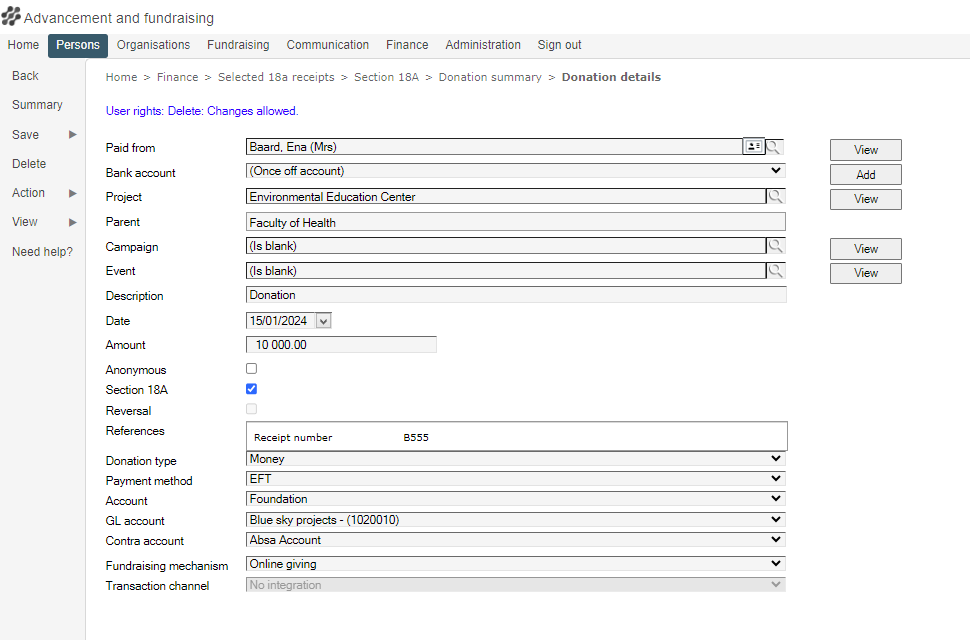 Advancement and fundraising
Home Persons Organisations Fundraising Communication Finance Administration Sign out
Back
Summary
Save
Delete
Action
View
Need help?
Home > Finance > Selected 18a receipts > Section 18A > Donation summary > Donation details
User rights: Delete: Changes allowed.
Paid from Baard, Ena (Mrs) View
Bank account (Once off account) Add
Project Environmental Education Center View
Parent Faculty of Health
Campaign (Is blank) View
Event (Is blank) View
Description Donation
Date 15/01/2024
Amount 10 000.00
Anonymous
Section 18A
Reversal
References Receipt number B555
Donation type Money
Payment method EFT
Account Foundation
GL account Blue sky projects - (1020010)
Contra account Absa Account
Fundraising mechanism Online giving
Transaction channel No integration